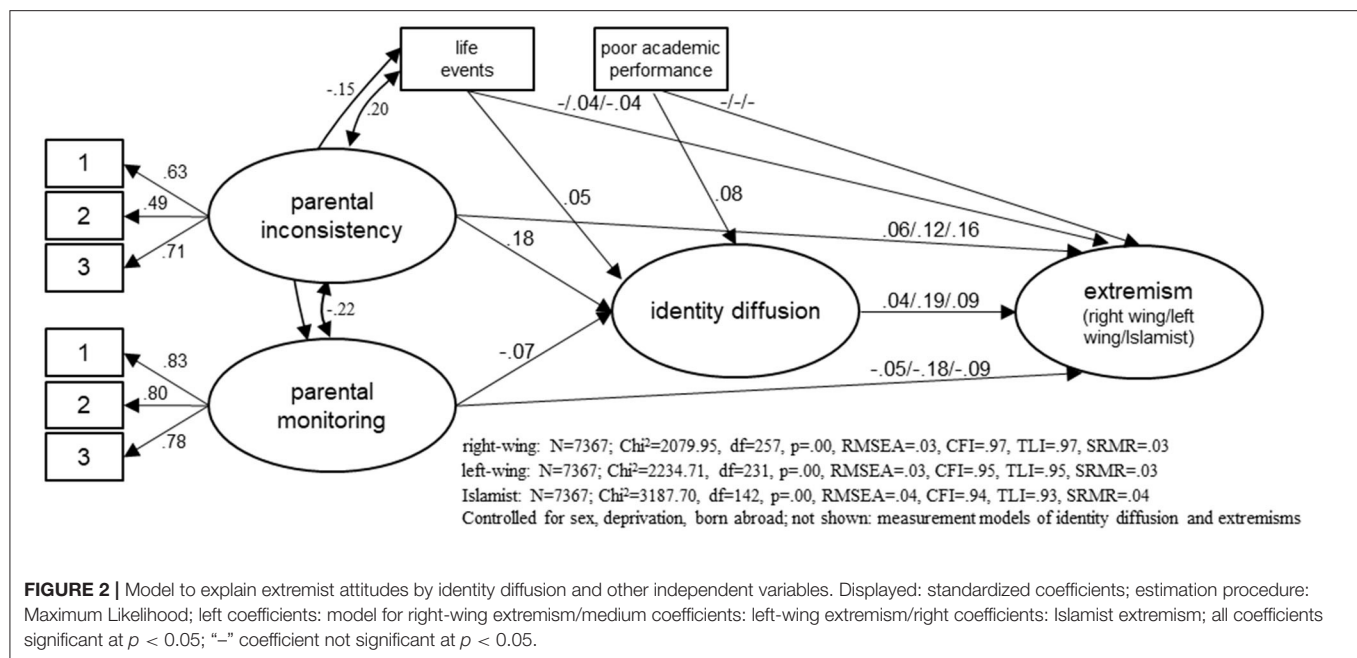 life
events
poor academic
performance
-.15
.20
-/.04/-.04
-/-/-
1
2
3
.63
.49
.71
parental
inconsistency
.05
.08
.18
.06/.12/.16
identity diffusion
.04/.19/.09
extremism
(right wing/left
wing/Islamist)
-.22
-.07
-.05/-.18/-.09
1
2
3
.83
.80
.78
parental
monitoring
right-wing: N=7367; Chi²=2079.95, df=257, p=.00, RMSEA=.03, CFI=.97, TLI=.97, SRMR=.03
left-wing: N=7367; Chi²=2234.71, df=231, p=.00, RMSEA=.03, CFI=.95, TLI=.95, SRMR=.03
Islamist: N=7367; Chi²=3187.70, df=142, p=.00, RMSEA=.04, CFI=.94, TLI=.93, SRMR=.04
Controlled for sex, deprivation, born abroad; not shown: measurement models of identity diffusion and extremisms
FIGURE 2 | Model to explain extremist attitudes by identity diffusion and other independent variables. Displayed: standardized coefficients; estimation procedure:
Maximum Likelihood; left coefficients: model for right-wing extremism/medium coefficients: left-wing extremism/right coefficients: Islamist extremism; all coefficients
significant at p < 0.05; “–” coefficient not significant at p < 0.05.